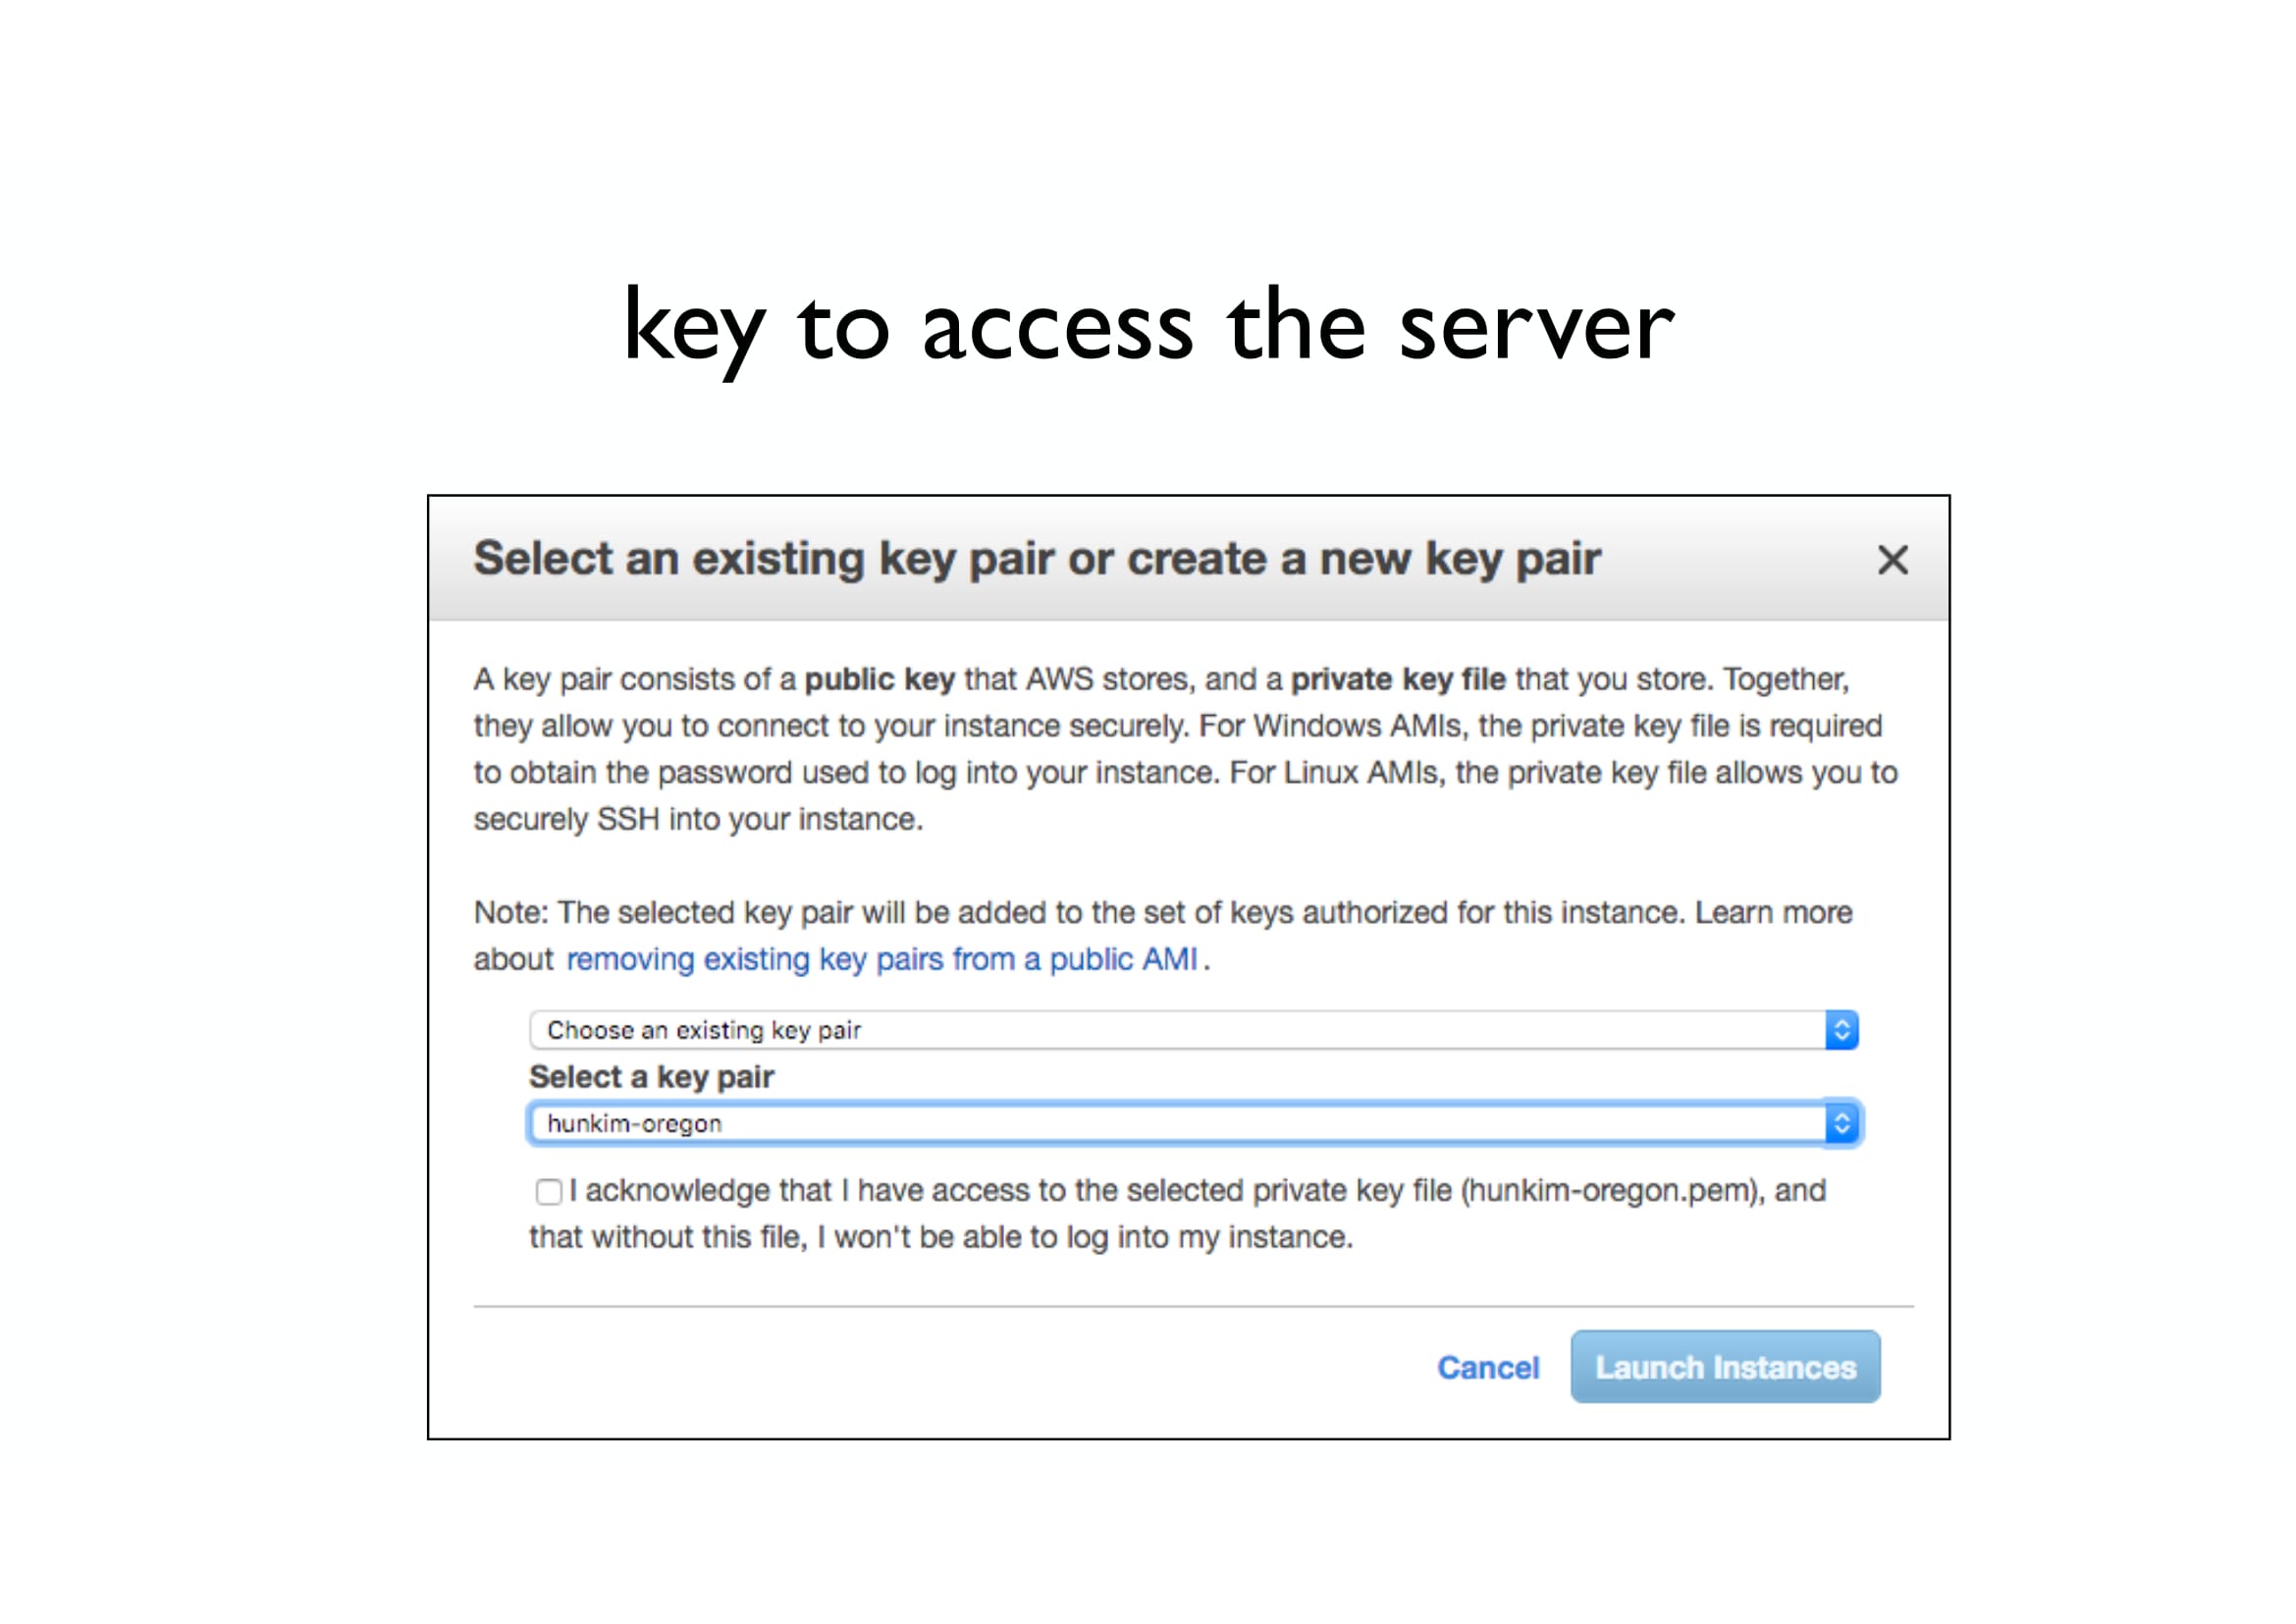 key to access the server
Select an existing key pair or create a new key pair
A key pair consists of a public key that AWS stores, and a private key file that you store. Together,
they allow you to connect to your instance securely. For Windows AMIs, the private key file is required
to obtain the password used to log into your instance. For Linux AMIs, the private key file allows you to
securely SSH into your instance.
Note: The selected key pair will be added to the set of keys authorized for this instance. Learn more
about removing existing key pairs from a public AMI.
Choose an existing key pair
Select a key pair
hunkim-oregon
I acknowledge that I have access to the selected private key file (hunkim-oregon.pem), and
that without this file, I won't be able to log into my instance.
Cancel Launch Instances